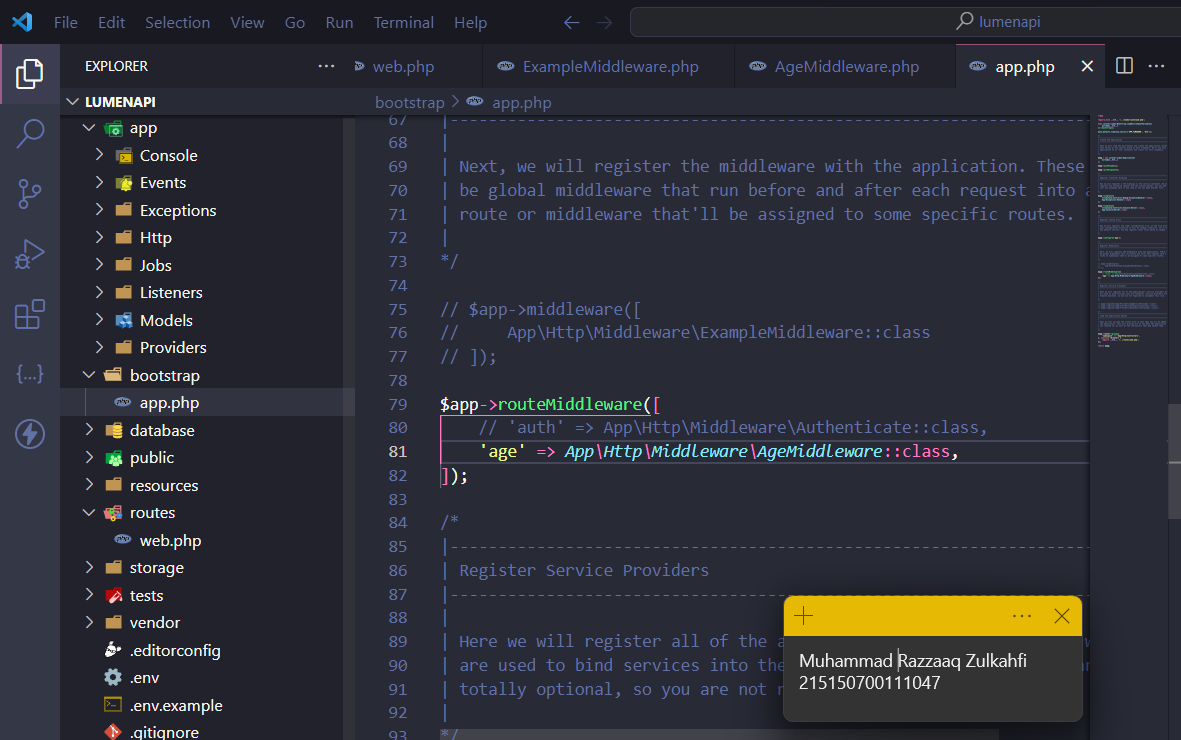 File Edit Selection View Go Run Terminal Help
lumenapi
EXPLORER
web.php ExampleMiddleware.php AgeMiddleware.php app.php
LUMENAPI
app
Console
Events
Exceptions
Http
Jobs
Listeners
Models
Providers
bootstrap
app.php
database
public
resources
routes
web.php
storage
tests
vendor
.editorconfig
.env
.env.example
.gitignore
bootstrap > app.php
67 |--------------------------------------------------------------------
68 |
69 | Next, we will register the middleware with the application. These
70 | be global middleware that run before and after each request into a
71 | route or middleware that'll be assigned to some specific routes.
72 |
73 */
74
75 // $app->middleware([
76 //     App\Http\Middleware\ExampleMiddleware::class
77 // ]);
78
79 $app->routeMiddleware([
80     // 'auth' => App\Http\Middleware\Authenticate::class,
81     'age' => App\Http\Middleware\AgeMiddleware::class,
82 ]);
83
84 /*
85 |--------------------------------------------------------------------
86 | Register Service Providers
87 |--------------------------------------------------------------------
88 |
89 | Here we will register all of the a
90 | are used to bind services into the
91 | totally optional, so you are not
92 |
93 */
Muhammad Razzaaq Zulkahfi
215150700111047